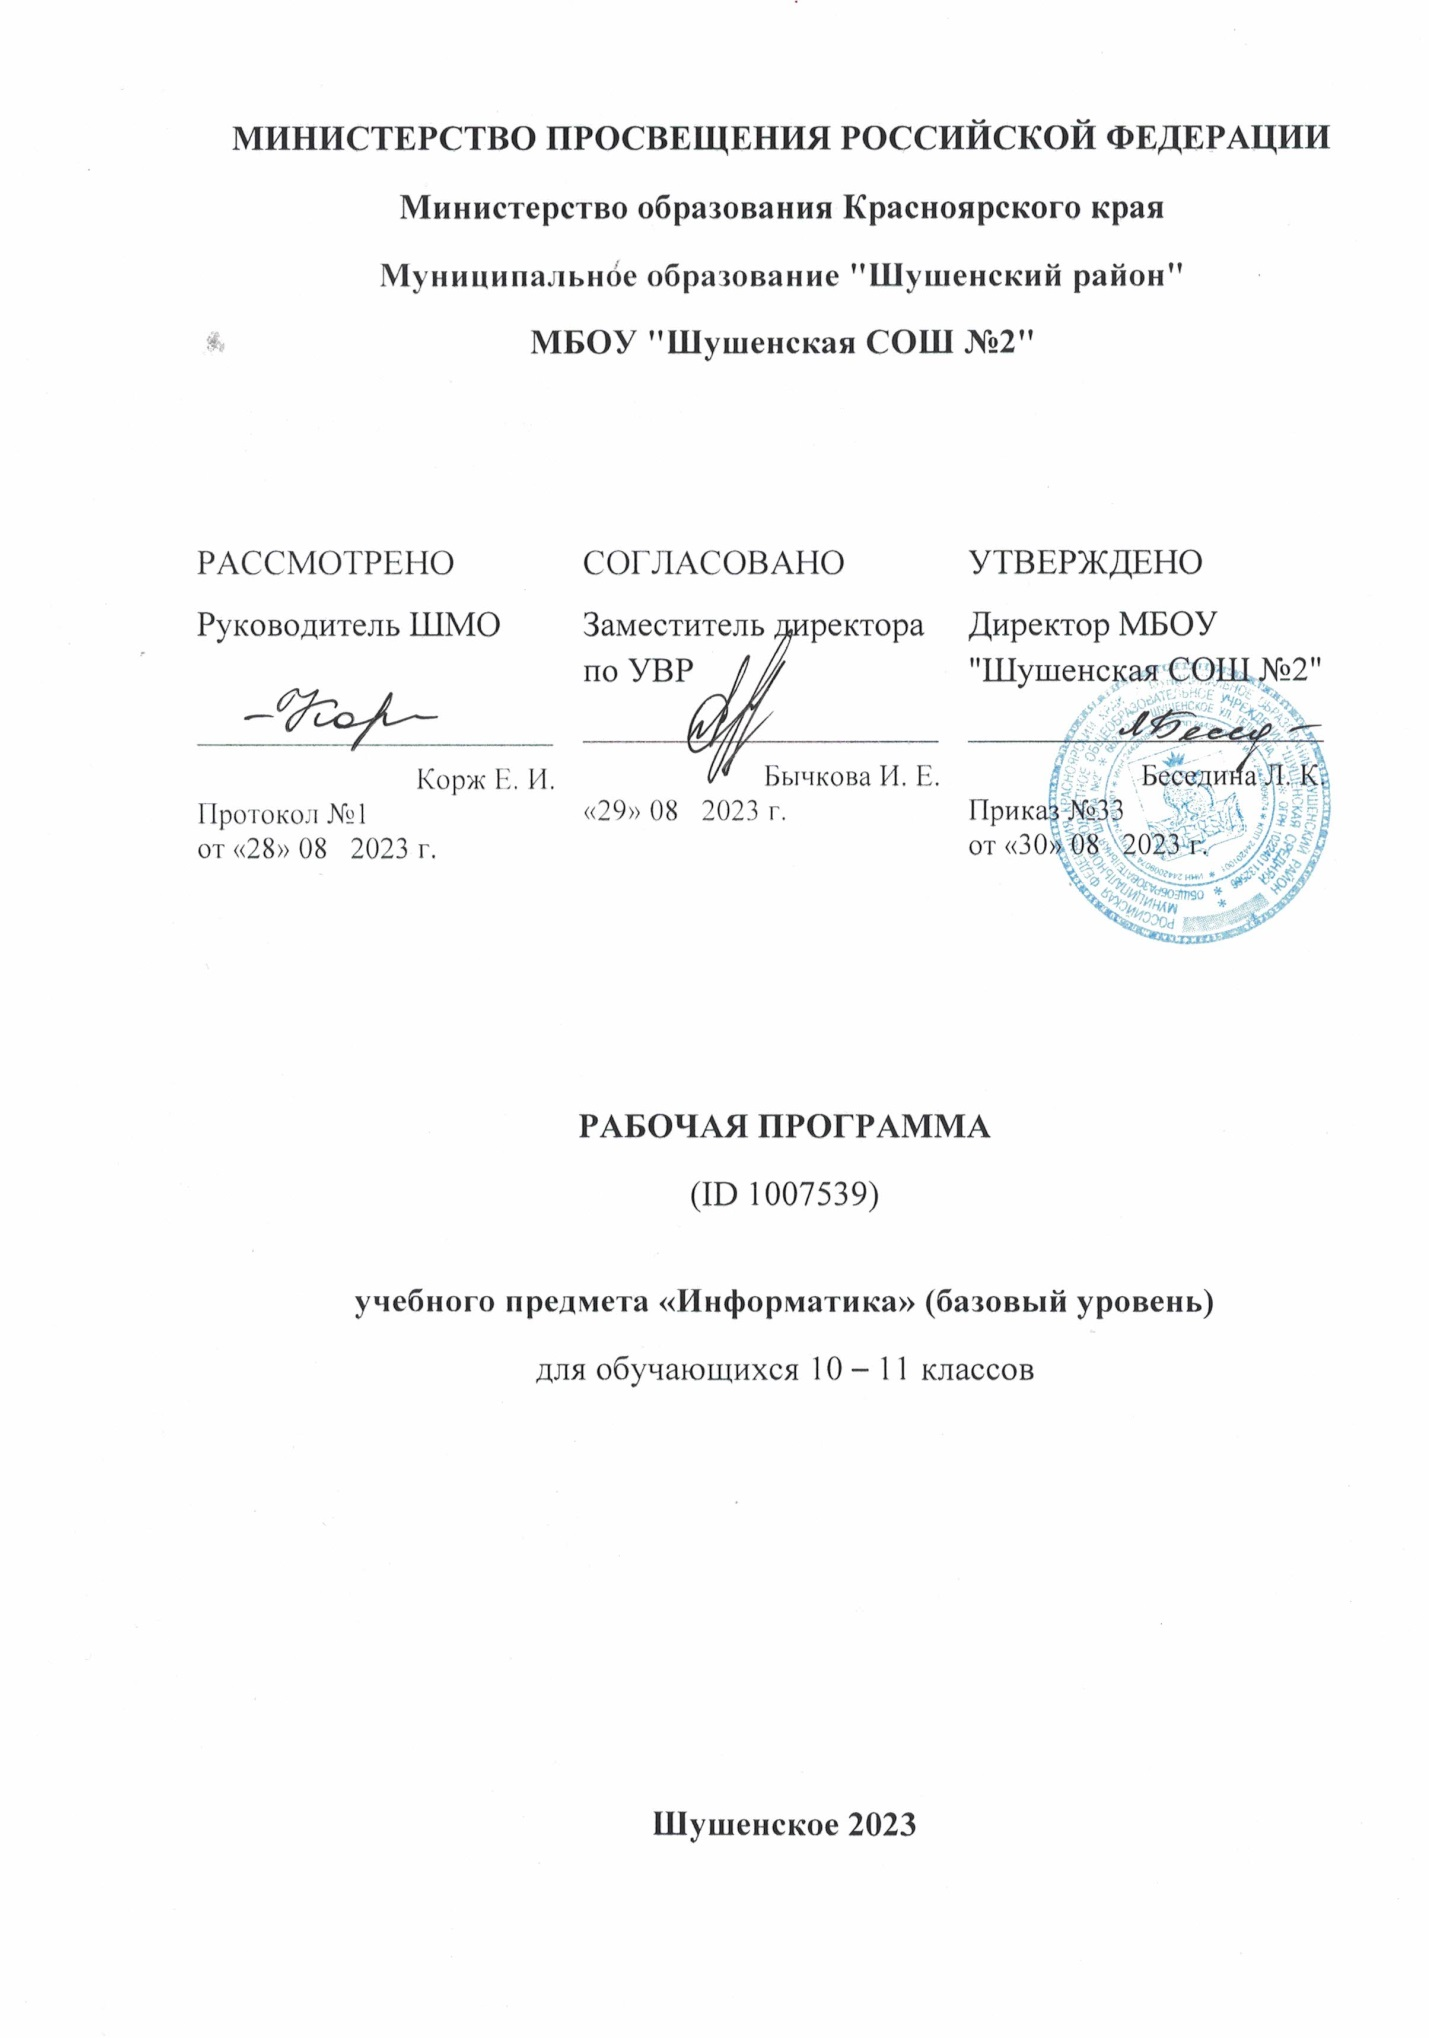 МИНИСТЕРСТВО ПРОСВЕЩЕНИЯ РОССИЙСКОЙ ФЕДЕРАЦИИ
Министерство образования Красноярского края
Муниципальное образование "Шушенский район"
МБОУ "Шушенская СОШ №2"
РАССМОТРЕНО
Руководитель ШМО
Корж Е. И.
Протокол №1
от «28» 08 2023 г.
СОГЛАСОВАНО
Заместитель директора
по УВР
Бычкова И. Е.
«29» 08 2023 г.
УТВЕРЖДЕНО
Директор МБОУ
"Шушенская СОШ №2"
Беседина Л. К.
Приказ №33
от «30» 08 2023 г.
РАБОЧАЯ ПРОГРАММА
(ID 1007539)
учебного предмета «Информатика» (базовый уровень)
для обучающихся 10 – 11 классов
Шушенское 2023